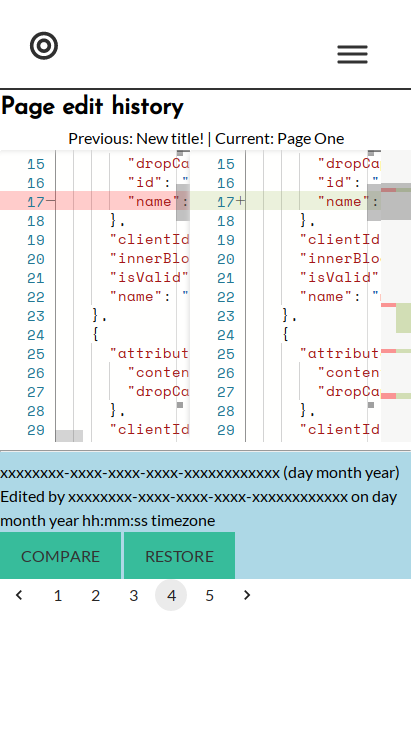 Page edit history
Previous: New title! | Current: Page One
15 "dropCa 15 "dropCa
16 "id": " 16 "id": "
17— "name": 17+ "name":
18 }, 18 },
19 "clientId 19 "clientId
20 "innerBlo 20 "innerBlo
21 "isValid" 21 "isValid"
22 "name": " 22 "name": "
23 }, 23 },
24 { 24 {
25 "attribut 25 "attribut
26 "conten 26 "conten
27 "dropCa 27 "dropCa
28 }, 28 },
29 "clientId 29 "clientId
xxxxxxxx-xxxx-xxxx-xxxx-xxxxxxxxxxxx (day month year)
Edited by xxxxxxxx-xxxx-xxxx-xxxx-xxxxxxxxxxxx on day
month year hh:mm:ss timezone
COMPARE RESTORE
1 2 3 4 5